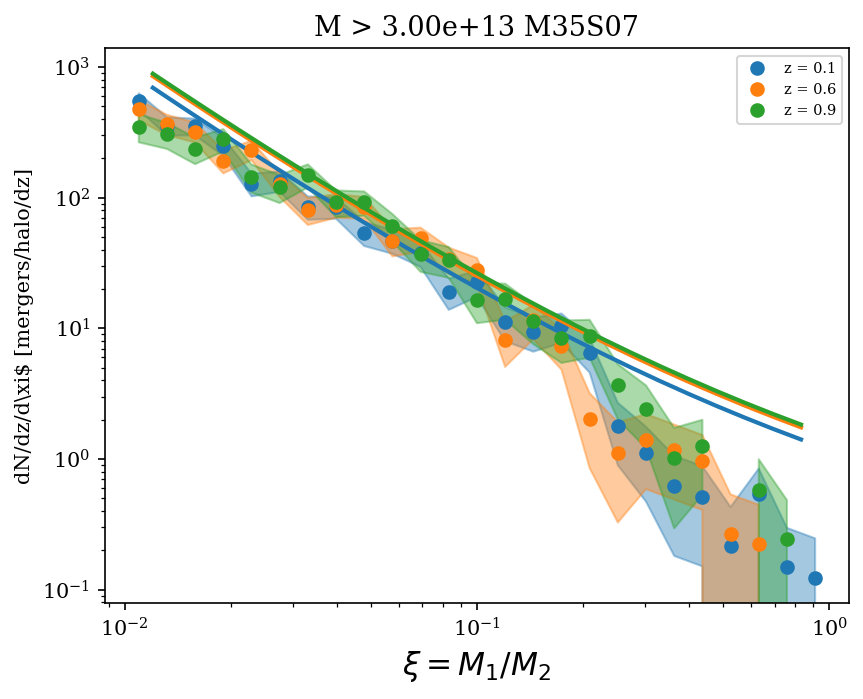 M > 3.00e+13 M35S07
z = 0.1
z = 0.6
z = 0.9
dN/dz/d\xi$ [mergers/halo/dz]
10³
10²
10¹
10⁰
10⁻¹
10⁻² 10⁻¹ 10⁰
ξ = M₁/M₂